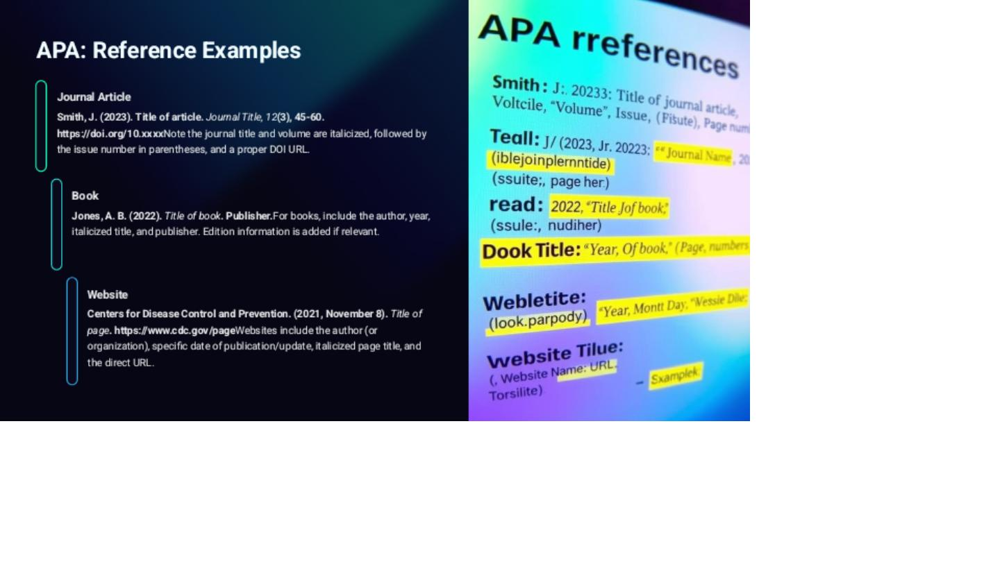 APA: Reference Examples
Journal Article
Smith, J. (2023). Title of article. Journal Title, 12(3), 45-60.
https://doi.org/10.xxxxNote the journal title and volume are italicized, followed by
the issue number in parentheses, and a proper DOI URL.
Book
Jones, A. B. (2022). Title of book. Publisher.For books, include the author, year,
italicized title, and publisher. Edition information is added if relevant.
Website
Centers for Disease Control and Prevention. (2021, November 8). Title of
page. https://www.cdc.gov/pageWebsites include the author (or
organization), specific date of publication/update, italicized page title, and
the direct URL.
APA rreferences
Smith: J:. 20233: Title of journal article,
Voltcile, “Volume”, Issue, (Fisute), Page num
Teall: J/ (2023, Jr. 20223: “‘ Journal Name, 20
(iblejoinplernntide)
(ssuite;, page her.)
read: 2022, “Title Jof book,”
(ssule:, nudiher)
Dook Title: “Year, Of book,” (Page, numbers
Webletite: “Year, Montt Day, “Wessie Dile:
(look.parpody)
Website Tilue:
(, Website Name: URL.
Torsilite)
– Sxamplek.